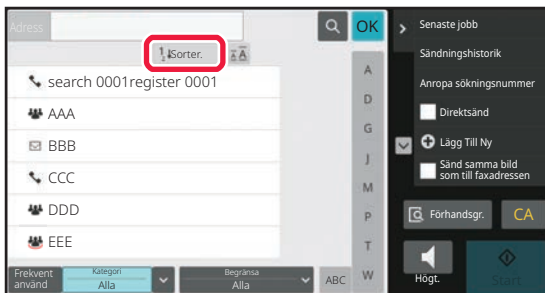 Adress
OK
Sorter.
search 0001register 0001
AAA
BBB
CCC
DDD
EEE
A
D
G
J
M
P
T
W
Frekvent
använd
Kategori
Alla
Begränsa
Alla
ABC
Senaste jobb
Sändningshistorik
Anropa sökningsnummer
Direktsänd
Lägg Till Ny
Sänd samma bild
som till faxadressen
Förhandsgr.
CA
Högt.
Start